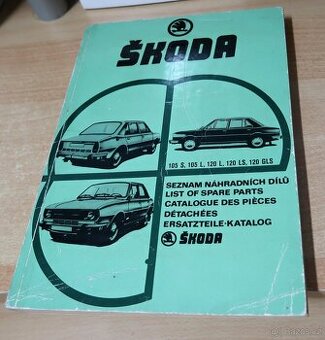 ŠKODA
105 S, 105 L, 120 L, 120 LS, 120 GLS
SEZNAM NÁHRADNÍCH DÍLŮ
LIST OF SPARE PARTS
CATALOGUE DES PIÈCES
DÉTACHÉES
ERSATZTEILE-KATALOG
ŠKODA